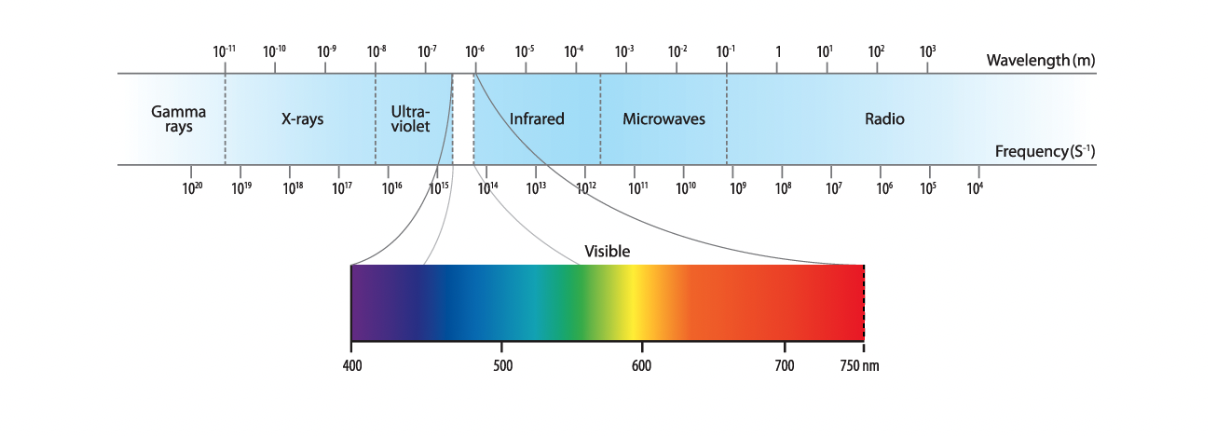 10⁻¹¹ 10⁻¹⁰ 10⁻⁹ 10⁻⁸ 10⁻⁷ 10⁻⁶ 10⁻⁵ 10⁻⁴ 10⁻³ 10⁻² 10⁻¹ 1 10¹ 10² 10³
Wavelength (m)
Gamma
rays
X-rays
Ultra-
violet
Infrared
Microwaves
Radio
Frequency (S⁻¹)
10²⁰ 10¹⁹ 10¹⁸ 10¹⁷ 10¹⁶ 10¹⁵ 10¹⁴ 10¹³ 10¹² 10¹¹ 10¹⁰ 10⁹ 10⁸ 10⁷ 10⁶ 10⁵ 10⁴
Visible
400 500 600 700 750 nm